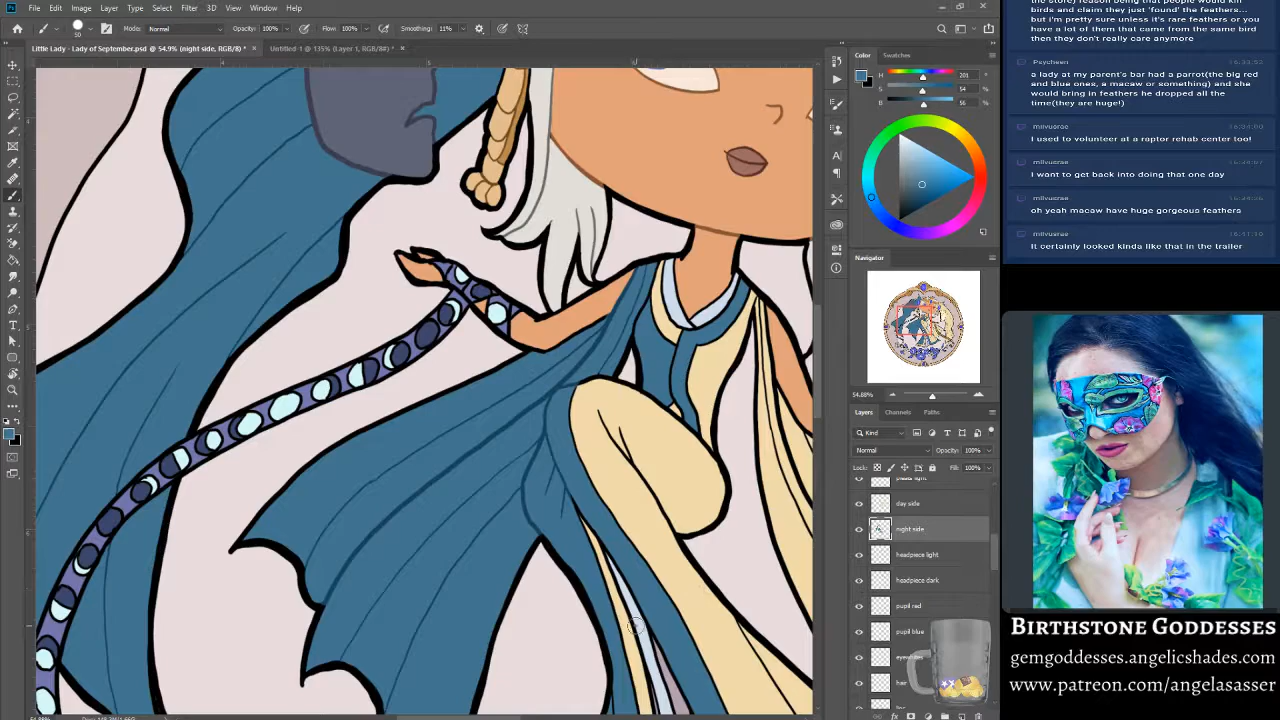 File Edit Image Layer Type Select Filter 3D View Window Help
50 Mode: Normal Opacity: 100% Flow: 100% Smoothing: 11%
Little Lady - Lady of September.psd @ 54.9% (night side, RGB/8) * ×
Untitled-1 @ 135% (Layer 1, RGB/8#) * ×
Color Swatches
H 201 °
S 54 %
B 56 %
Navigator
54.88%
Layers Channels Paths
Kind
Normal Opacity: 100%
Lock: Fill: 100%
day side
night side
headpiece light
headpiece dark
pupil red
pupil blue
eyewhites
hair
birds and claim they just 'found' the feathers...
but i'm pretty sure unless it's rare feathers or you
have a lot of them that came from the same bird
then they don't really care anymore
Paycheen
a lady at my parent's bar had a parrot(the big red
and blue ones, a macaw or something) and she
would bring in feathers he dropped all the
time(they are huge!)
milvusrae
I used to volunteer at a raptor rehab center too!
milvusrae
I want to get back into doing that one day
milvusrae
oh yeah macaw have huge gorgeous feathers
milvusrae
It certainly looked kinda like that in the trailer
Birthstone Goddesses
gemgoddesses.angelicshades.com
www.patreon.com/angelasasser